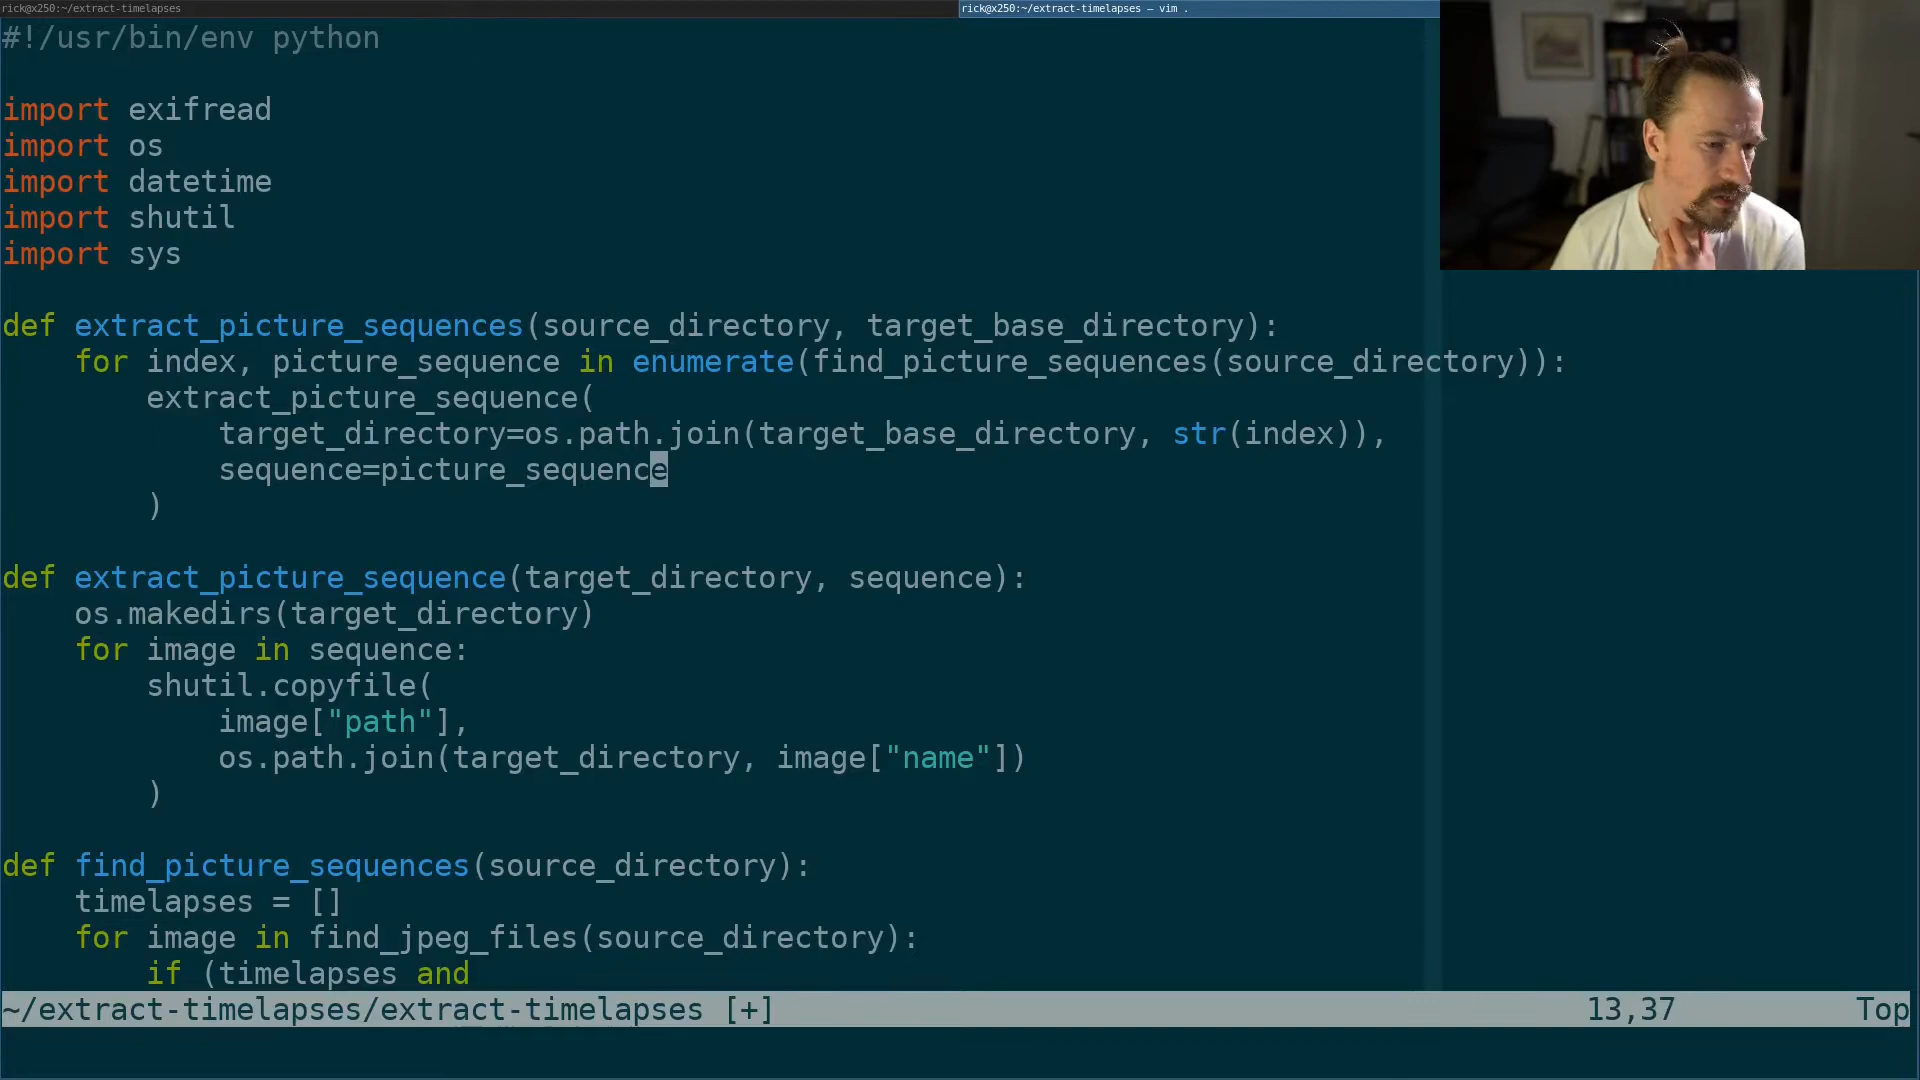 rick@x250:~/extract-timelapses
rick@x250:~/extract-timelapses — vim .
#!/usr/bin/env python
import exifread
import os
import datetime
import shutil
import sys
def extract_picture_sequences(source_directory, target_base_directory):
    for index, picture_sequence in enumerate(find_picture_sequences(source_directory)):
        extract_picture_sequence(
            target_directory=os.path.join(target_base_directory, str(index)),
            sequence=picture_sequence
        )
def extract_picture_sequence(target_directory, sequence):
    os.makedirs(target_directory)
    for image in sequence:
        shutil.copyfile(
            image["path"],
            os.path.join(target_directory, image["name"])
        )
def find_picture_sequences(source_directory):
    timelapses = []
    for image in find_jpeg_files(source_directory):
        if (timelapses and
~/extract-timelapses/extract-timelapses [+] 13,37 Top